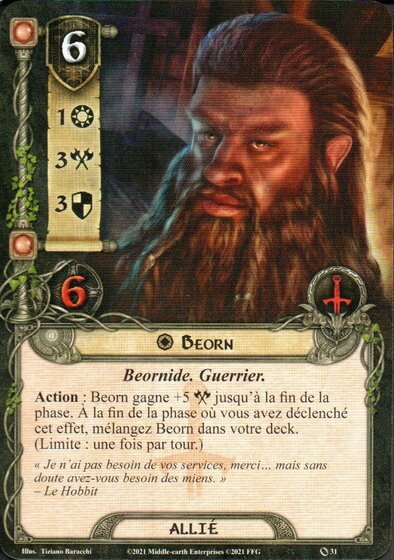 6
1
3
3
6
Beorn
Beornide. Guerrier.
Action : Beorn gagne +5 jusqu'à la fin de la
phase. À la fin de la phase où vous avez déclenché
cet effet, mélangez Beorn dans votre deck.
(Limite : une fois par tour.)
« Je n'ai pas besoin de vos services, merci… mais sans
doute avez-vous besoin des miens. »
– Le Hobbit
ALLIÉ
Illus. Tiziano Baracchi ©2021 Middle-earth Enterprises ©2021 FFG 31